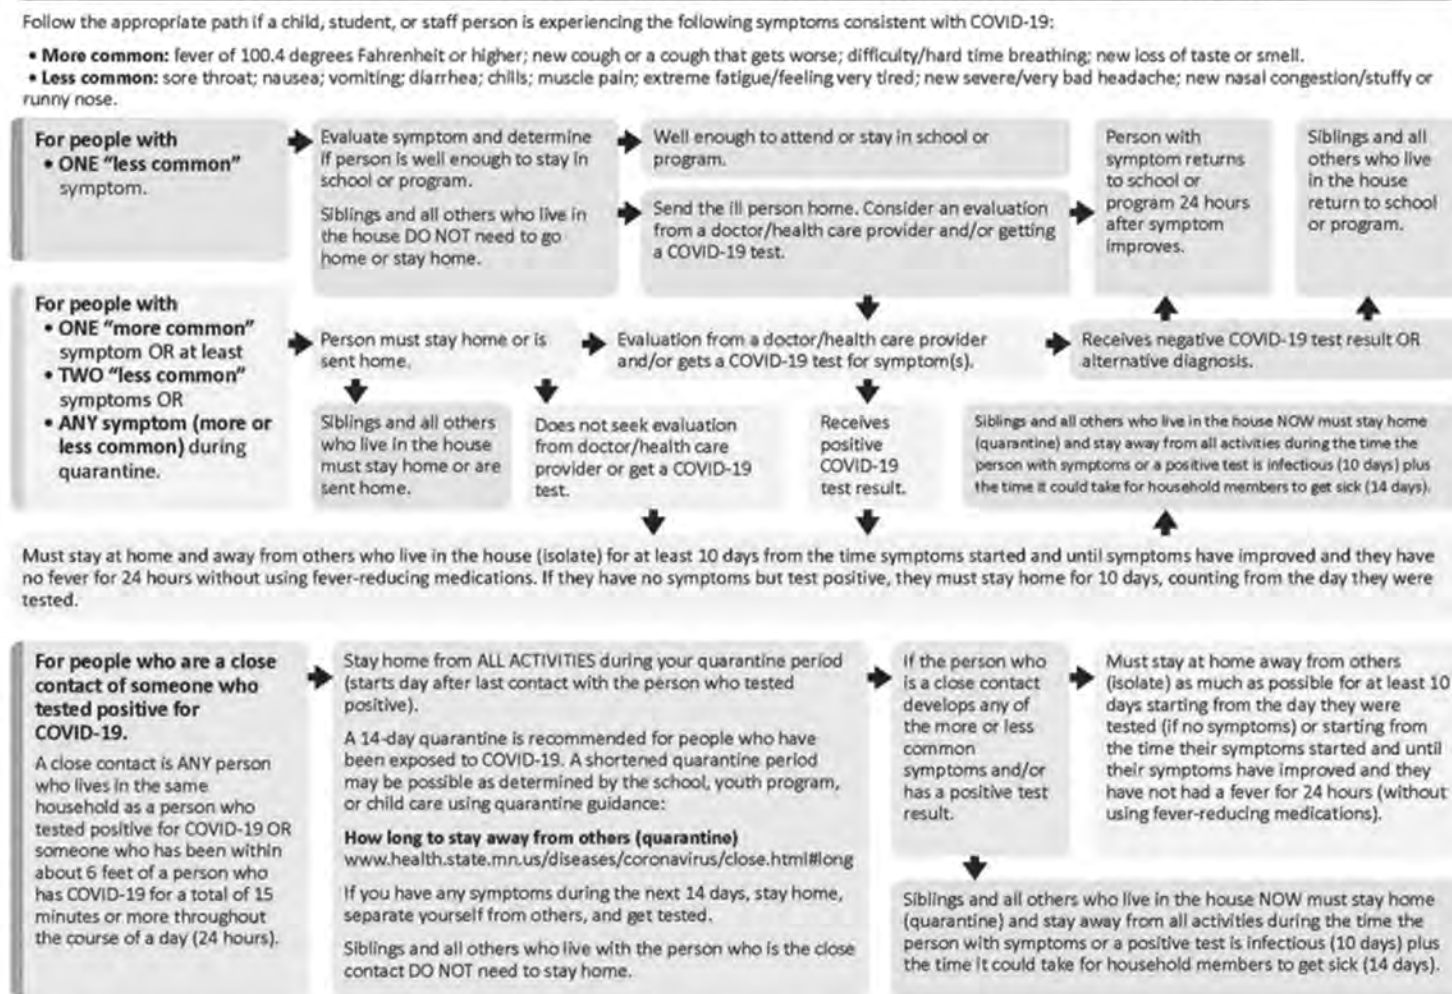 Follow the appropriate path if a child, student, or staff person is experiencing the following symptoms consistent with COVID-19:
• More common: fever of 100.4 degrees Fahrenheit or higher; new cough or a cough that gets worse; difficulty/hard time breathing; new loss of taste or smell.
• Less common: sore throat; nausea; vomiting; diarrhea; chills; muscle pain; extreme fatigue/feeling very tired; new severe/very bad headache; new nasal congestion/stuffy or
runny nose.
For people with
• ONE "less common"
symptom.
Evaluate symptom and determine
if person is well enough to stay in
school or program.
Siblings and all others who live in
the house DO NOT need to go
home or stay home.
Well enough to attend or stay in school or
program.
Send the ill person home. Consider an evaluation
from a doctor/health care provider and/or getting
a COVID-19 test.
Person with
symptom returns
to school or
program 24 hours
after symptom
improves.
Siblings and all
others who live
in the house
return to school
or program.
For people with
• ONE "more common"
symptom OR at least
• TWO "less common"
symptoms OR
• ANY symptom (more or
less common) during
quarantine.
Person must stay home or is
sent home.
Evaluation from a doctor/health care provider
and/or gets a COVID-19 test for symptom(s).
Receives negative COVID-19 test result OR
alternative diagnosis.
Siblings and all others
who live in the house
must stay home or are
sent home.
Does not seek evaluation
from doctor/health care
provider or get a COVID-19
test.
Receives
positive
COVID-19
test result.
Siblings and all others who live in the house NOW must stay home
(quarantine) and stay away from all activities during the time the
person with symptoms or a positive test is infectious (10 days) plus
the time it could take for household members to get sick (14 days).
Must stay at home and away from others who live in the house (isolate) for at least 10 days from the time symptoms started and until symptoms have improved and they have
no fever for 24 hours without using fever-reducing medications. If they have no symptoms but test positive, they must stay home for 10 days, counting from the day they were
tested.
For people who are a close
contact of someone who
tested positive for
COVID-19.
A close contact is ANY person
who lives in the same
household as a person who
tested positive for COVID-19 OR
someone who has been within
about 6 feet of a person who
has COVID-19 for a total of 15
minutes or more throughout
the course of a day (24 hours).
Stay home from ALL ACTIVITIES during your quarantine period
(starts day after last contact with the person who tested
positive).
A 14-day quarantine is recommended for people who have
been exposed to COVID-19. A shortened quarantine period
may be possible as determined by the school, youth program,
or child care using quarantine guidance:
How long to stay away from others (quarantine)
www.health.state.mn.us/diseases/coronavirus/close.html#long
If you have any symptoms during the next 14 days, stay home,
separate yourself from others, and get tested.
Siblings and all others who live with the person who is the close
contact DO NOT need to stay home.
If the person who
is a close contact
develops any of
the more or less
common
symptoms and/or
has a positive test
result.
Must stay at home away from others
(isolate) as much as possible for at least 10
days starting from the day they were
tested (if no symptoms) or starting from
the time their symptoms started and until
their symptoms have improved and they
have not had a fever for 24 hours (without
using fever-reducing medications).
Siblings and all others who live in the house NOW must stay home
(quarantine) and stay away from all activities during the time the
person with symptoms or a positive test is infectious (10 days) plus
the time it could take for household members to get sick (14 days).